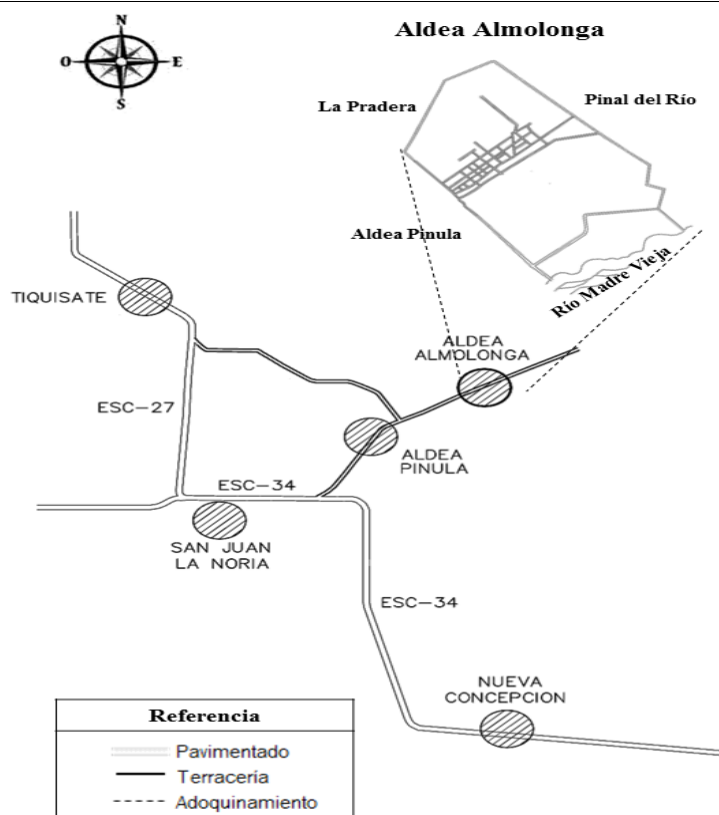 N
O
E
S
Aldea Almolonga
La Pradera
Pinal del Río
Aldea Pinula
Río Madre Vieja
TIQUISATE
ALDEA
ALMOLONGA
ESC-27
ALDEA
PINULA
ESC-34
SAN JUAN
LA NORIA
ESC-34
NUEVA
CONCEPCION
Referencia
Pavimentado
Terracería
Adoquinamiento